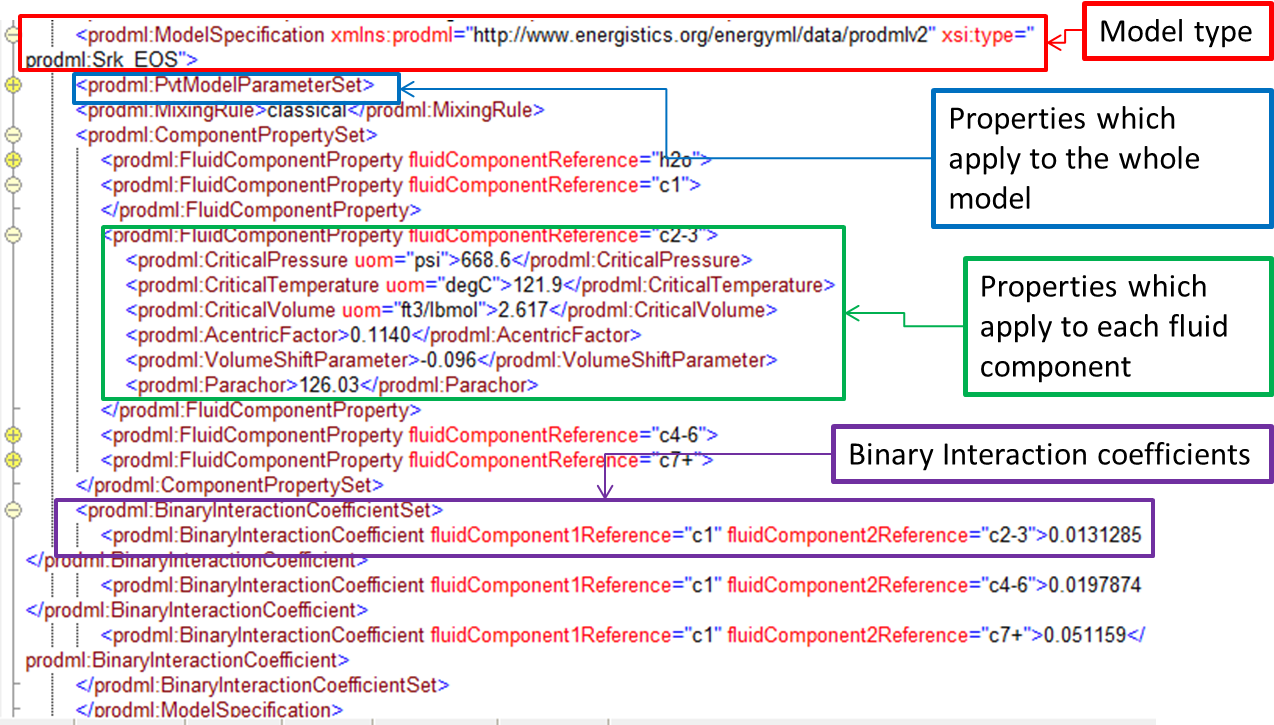 <prodml:ModelSpecification xmlns:prodml="http://www.energistics.org/energyml/data/prodmlv2" xsi:type="
prodml:Srk_EOS">
Model type
<prodml:PvtModelParameterSet>
<prodml:MixingRule>classical</prodml:MixingRule>
<prodml:ComponentPropertySet>
Properties which
apply to the whole
model
<prodml:FluidComponentProperty fluidComponentReference="h2o">
<prodml:FluidComponentProperty fluidComponentReference="c1">
</prodml:FluidComponentProperty>
<prodml:FluidComponentProperty fluidComponentReference="c2-3">
<prodml:CriticalPressure uom="psi">668.6</prodml:CriticalPressure>
<prodml:CriticalTemperature uom="degC">121.9</prodml:CriticalTemperature>
<prodml:CriticalVolume uom="ft3/lbmol">2.617</prodml:CriticalVolume>
<prodml:AcentricFactor>0.1140</prodml:AcentricFactor>
<prodml:VolumeShiftParameter>-0.096</prodml:VolumeShiftParameter>
<prodml:Parachor>126.03</prodml:Parachor>
Properties which
apply to each fluid
component
</prodml:FluidComponentProperty>
<prodml:FluidComponentProperty fluidComponentReference="c4-6">
<prodml:FluidComponentProperty fluidComponentReference="c7+">
</prodml:ComponentPropertySet>
Binary Interaction coefficients
<prodml:BinaryInteractionCoefficientSet>
<prodml:BinaryInteractionCoefficient fluidComponent1Reference="c1" fluidComponent2Reference="c2-3">0.0131285
</prodml:BinaryInteractionCoefficient>
<prodml:BinaryInteractionCoefficient fluidComponent1Reference="c1" fluidComponent2Reference="c4-6">0.0197874
</prodml:BinaryInteractionCoefficient>
<prodml:BinaryInteractionCoefficient fluidComponent1Reference="c1" fluidComponent2Reference="c7+">0.051159</
prodml:BinaryInteractionCoefficient>
</prodml:BinaryInteractionCoefficientSet>
</prodml:ModelSpecification>